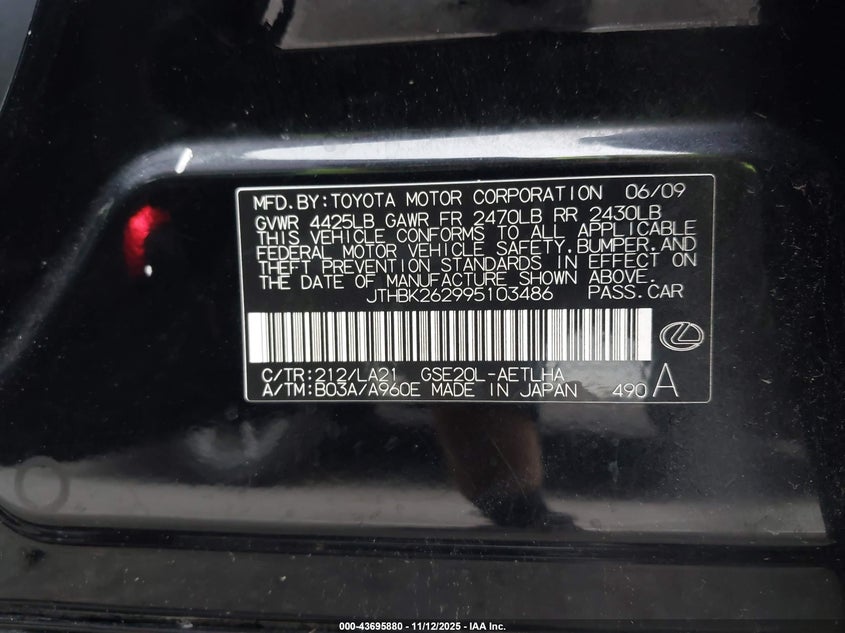 MFD.BY:TOYOTA MOTOR CORPORATION 06/09
GVWR 4425LB GAWR FR 2470LB RR 2430LB
THIS VEHICLE CONFORMS TO ALL APPLICABLE
FEDERAL MOTOR VEHICLE SAFETY,BUMPER,AND
THEFT PREVENTION STANDARDS IN EFFECT ON
THE DATE OF MANUFACTURE SHOWN ABOVE.
JTHBK262995103486 PASS.CAR
C/TR:212/LA21 GSE20L-AETLHA
A/TM:B03A/A960E MADE IN JAPAN 490 A
000-43695880 - 11/12/2025 - IAA Inc.